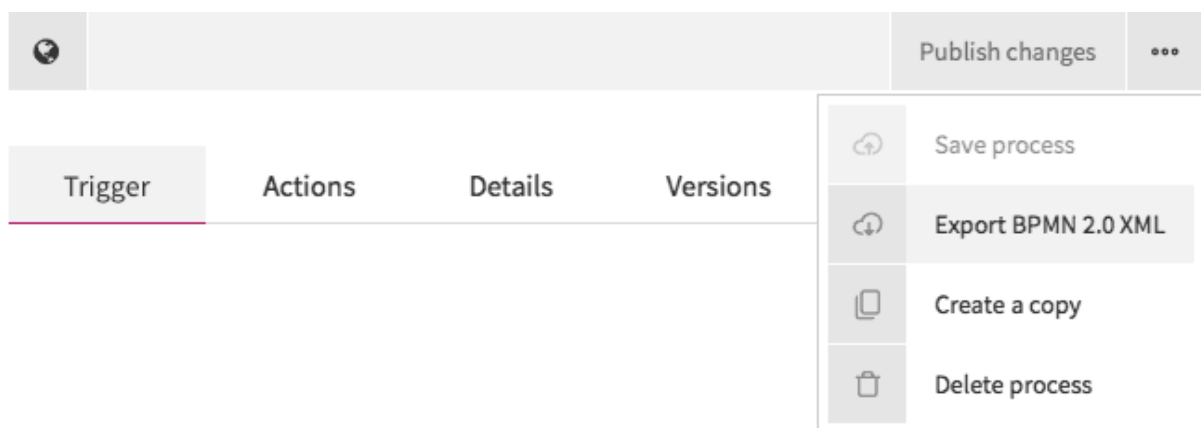 Publish changes
Save process
Trigger Actions Details Versions
Export BPMN 2.0 XML
Create a copy
Delete process